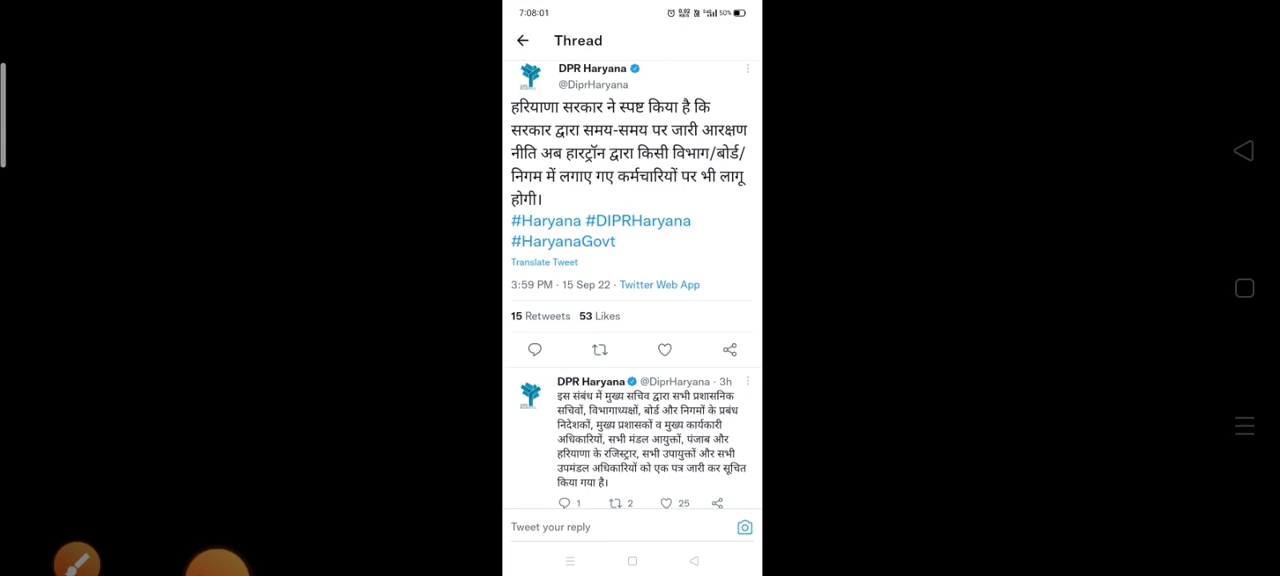 7:08:01
50%
Thread
DPR Haryana
@DiprHaryana
हरियाणा सरकार ने स्पष्ट किया है कि
सरकार द्वारा समय-समय पर जारी आरक्षण
नीति अब हारट्रॉन द्वारा किसी विभाग/बोर्ड/
निगम में लगाए गए कर्मचारियों पर भी लागू
होगी।
#Haryana #DIPRHaryana
#HaryanaGovt
Translate Tweet
3:59 PM · 15 Sep 22 · Twitter Web App
15 Retweets 53 Likes
DPR Haryana @DiprHaryana · 3h
इस संबंध में मुख्य सचिव द्वारा सभी प्रशासनिक
सचिवों, विभागाध्यक्षों, बोर्ड और निगमों के प्रबंध
निदेशकों, मुख्य प्रशासकों व मुख्य कार्यकारी
अधिकारियों, सभी मंडल आयुक्तों, पंजाब और
हरियाणा के रजिस्ट्रार, सभी उपायुक्तों और सभी
उपमंडल अधिकारियों को एक पत्र जारी कर सूचित
किया गया है।
1 2 25
Tweet your reply